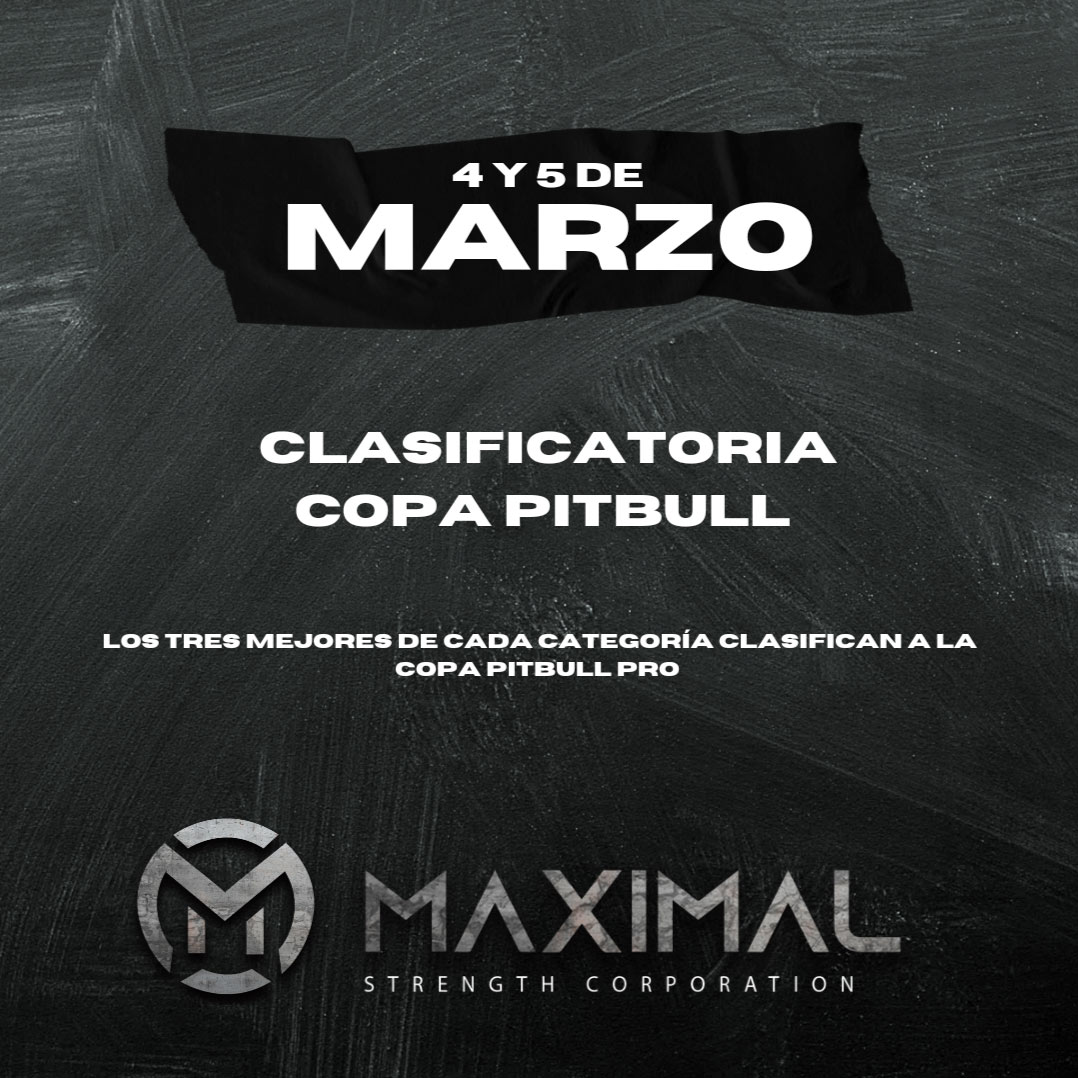 4 Y 5 DE
MARZO
CLASIFICATORIA
COPA PITBULL
LOS TRES MEJORES DE CADA CATEGORÍA CLASIFICAN A LA
COPA PITBULL PRO
MAXIMAL
STRENGTH CORPORATION